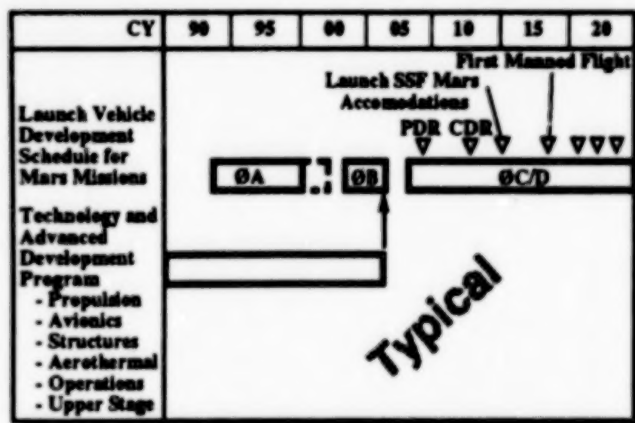 CY 90 95 00 05 10 15 20
First Manned Flight
Launch SSF Mars
Accomodations
PDR CDR
Launch Vehicle
Development
Schedule for
Mars Missions
ØA ØB ØC/D
Technology and
Advanced
Development
Program
- Propulsion
- Avionics
- Structures
- Aerothermal
- Operations
- Upper Stage
Typical